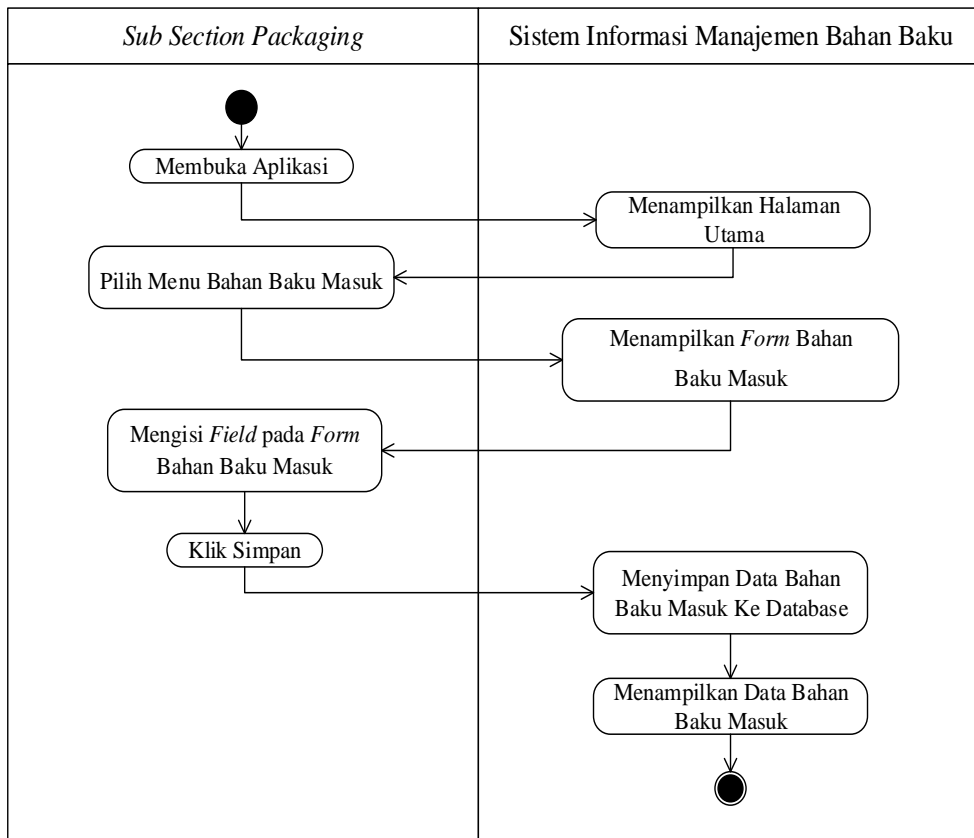 Sub Section Packaging
Sistem Informasi Manajemen Bahan Baku
Membuka Aplikasi
Menampilkan Halaman
Utama
Pilih Menu Bahan Baku Masuk
Menampilkan Form Bahan
Baku Masuk
Mengisi Field pada Form
Bahan Baku Masuk
Klik Simpan
Menyimpan Data Bahan
Baku Masuk Ke Database
Menampilkan Data Bahan
Baku Masuk